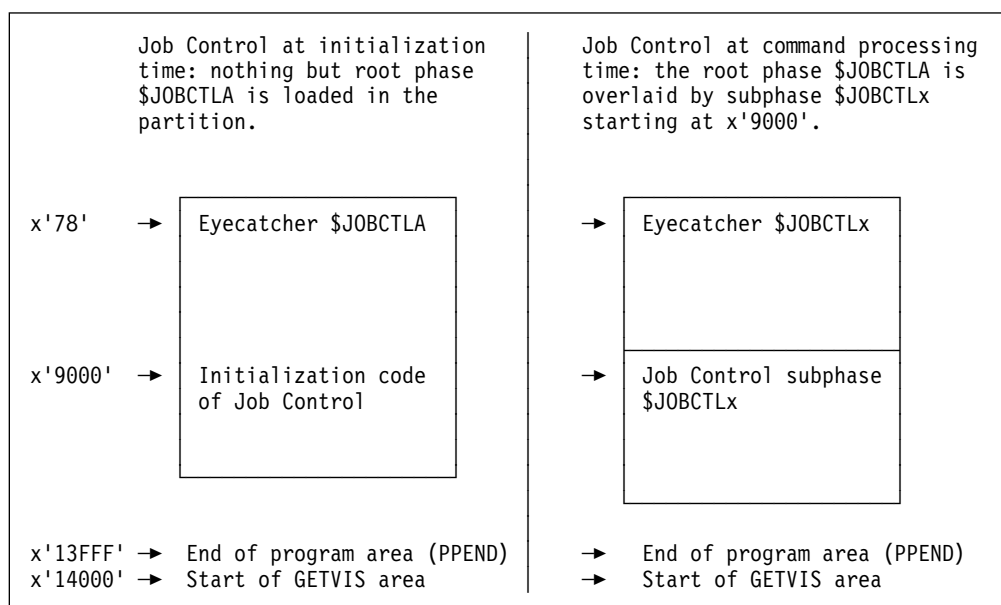 Job Control at initialization
time: nothing but root phase
$JOBCTLA is loaded in the
partition.
Job Control at command processing
time: the root phase $JOBCTLA is
overlaid by subphase $JOBCTLx
starting at x'9000'.
x'78' → Eyecatcher $JOBCTLA
→ Eyecatcher $JOBCTLx
x'9000' → Initialization code
of Job Control
→ Job Control subphase
$JOBCTLx
x'13FFF' → End of program area (PPEND)
x'14000' → Start of GETVIS area
→ End of program area (PPEND)
→ Start of GETVIS area